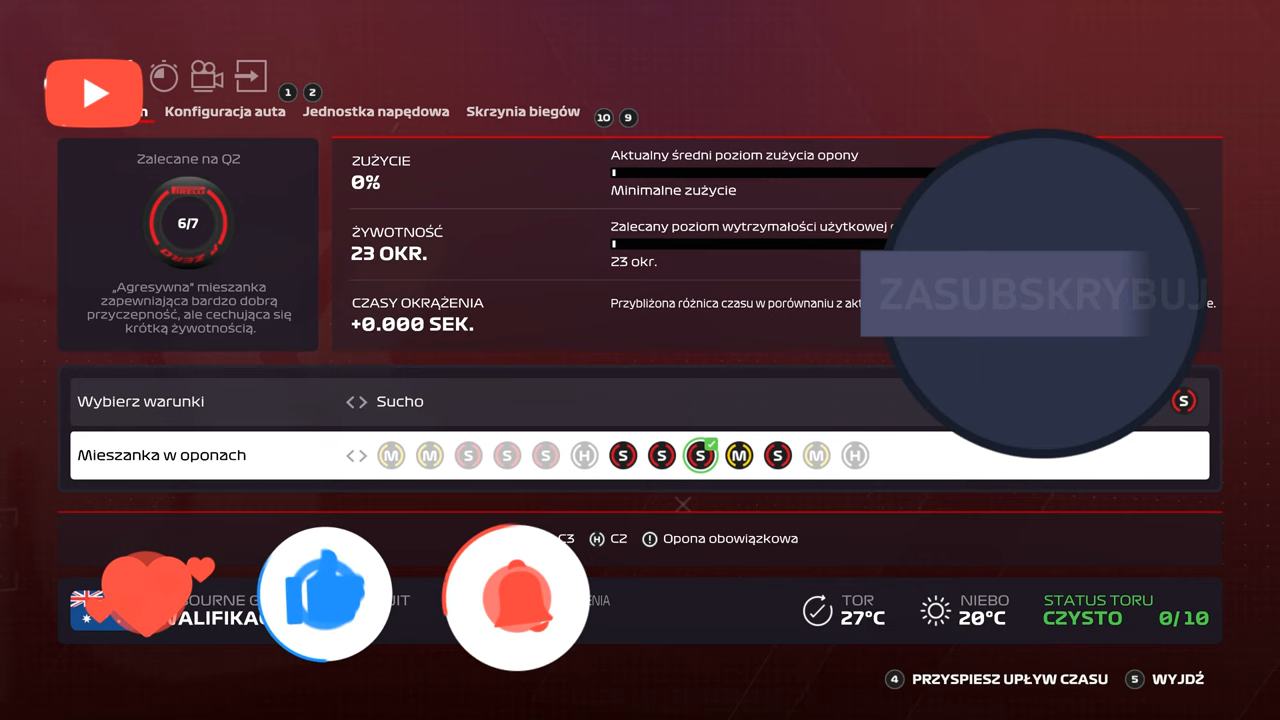 1 2
Konfiguracja auta Jednostka napędowa Skrzynia biegów 10 9
Zalecane na Q2
6/7
P ZERO
„Agresywna” mieszanka
zapewniająca bardzo dobrą
przyczepność, ale cechująca się
krótką żywotnością.
ZUŻYCIE
0%
Aktualny średni poziom zużycia opony
Minimalne zużycie
ŻYWOTNOŚĆ
23 OKR.
Zalecany poziom wytrzymałości użytkowej
23 okr.
CZASY OKRĄŻENIA
+0.000 SEK.
Przybliżona różnica czasu w porównaniu z
ZASUBSKRYBUJ
Wybierz warunki Sucho S
Mieszanka w oponach M M S S S H S S S M S M H
C3 H C2 Opona obowiązkowa
TOR
27°C
NIEBO
20°C
STATUS TORU
CZYSTO 0/10
4 PRZYSPIESZ UPŁYW CZASU 5 WYJDŹ